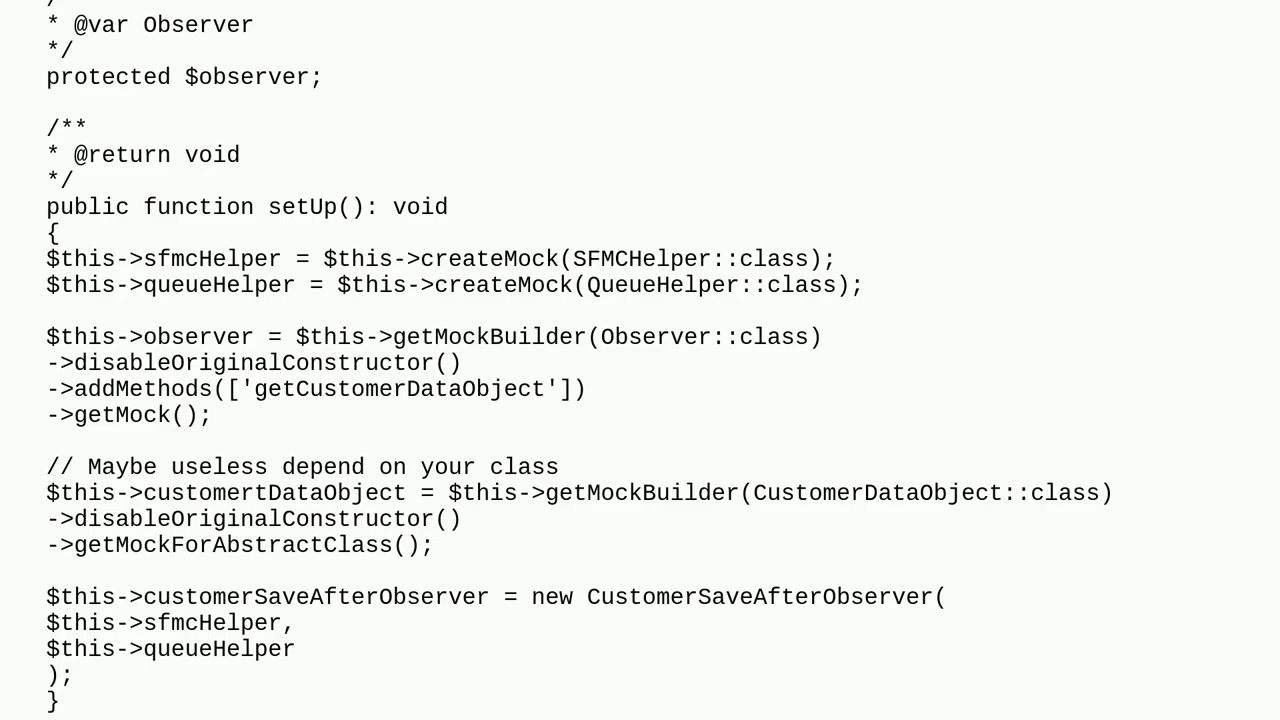 /
* @var Observer
*/
protected $observer;
/**
* @return void
*/
public function setUp(): void
{
$this->sfmcHelper = $this->createMock(SFMCHelper::class);
$this->queueHelper = $this->createMock(QueueHelper::class);
$this->observer = $this->getMockBuilder(Observer::class)
->disableOriginalConstructor()
->addMethods(['getCustomerDataObject'])
->getMock();
// Maybe useless depend on your class
$this->customertDataObject = $this->getMockBuilder(CustomerDataObject::class)
->disableOriginalConstructor()
->getMockForAbstractClass();
$this->customerSaveAfterObserver = new CustomerSaveAfterObserver(
$this->sfmcHelper,
$this->queueHelper
);
}